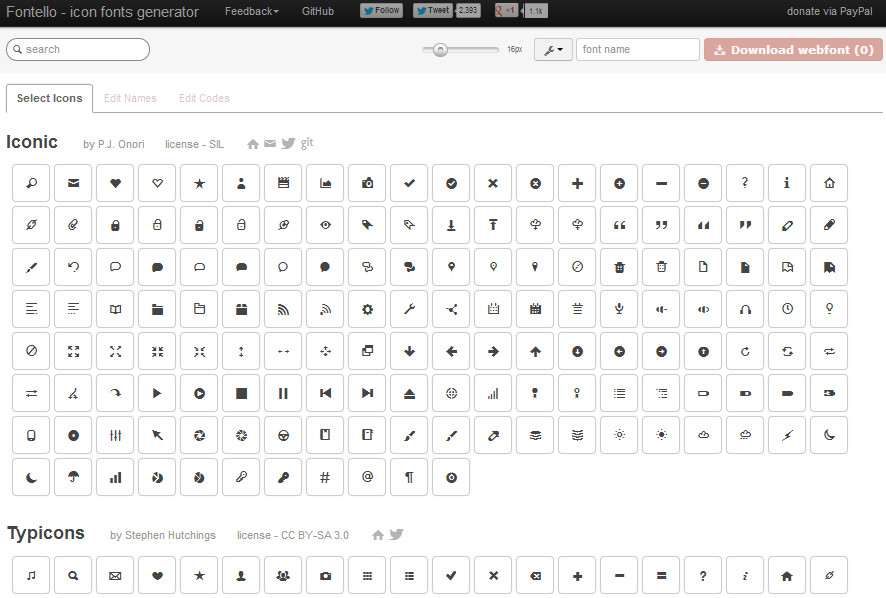 Fontello - icon fonts generator Feedback GitHub Follow Tweet 2,393 +1 1.1k donate via PayPal
search 16px font name Download webfont (0)
Select Icons Edit Names Edit Codes
Iconic by P.J. Onori license - SIL git
Typicons by Stephen Hutchings license - CC BY-SA 3.0